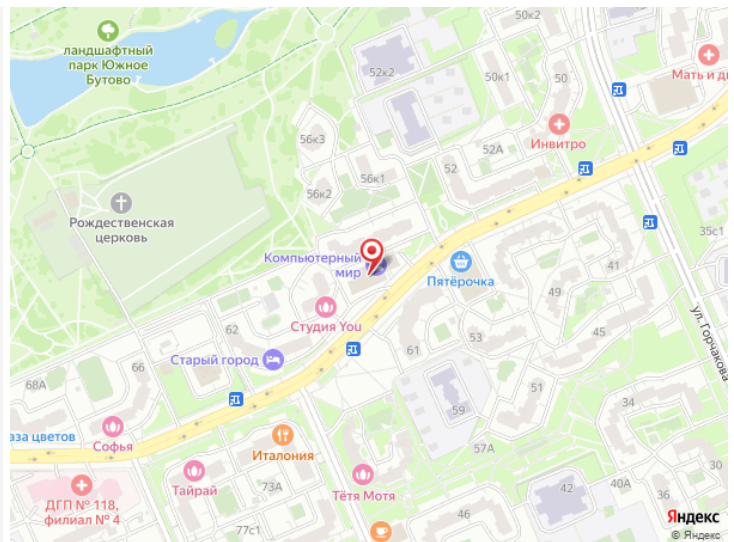 ландшафтный
парк Южное
Бутово
50к2
52к2
50к1
50
Мать и д
Инвитро
56к3
52А
52
56к1
56к2
Рождественская
церковь
35с1
Компьютерный
мир
Пятёрочка
41
49
Студия You
ул. Горчакова
62
53
45
61
Старый город
66
68А
51
59
34
аза цветов
Софья
57А
Италония
36
Тайрай
73А
Тётя Мотя
42
40А
30
ДГП № 118,
филиал № 4
46
77с1
Яндекс
© Яндекс